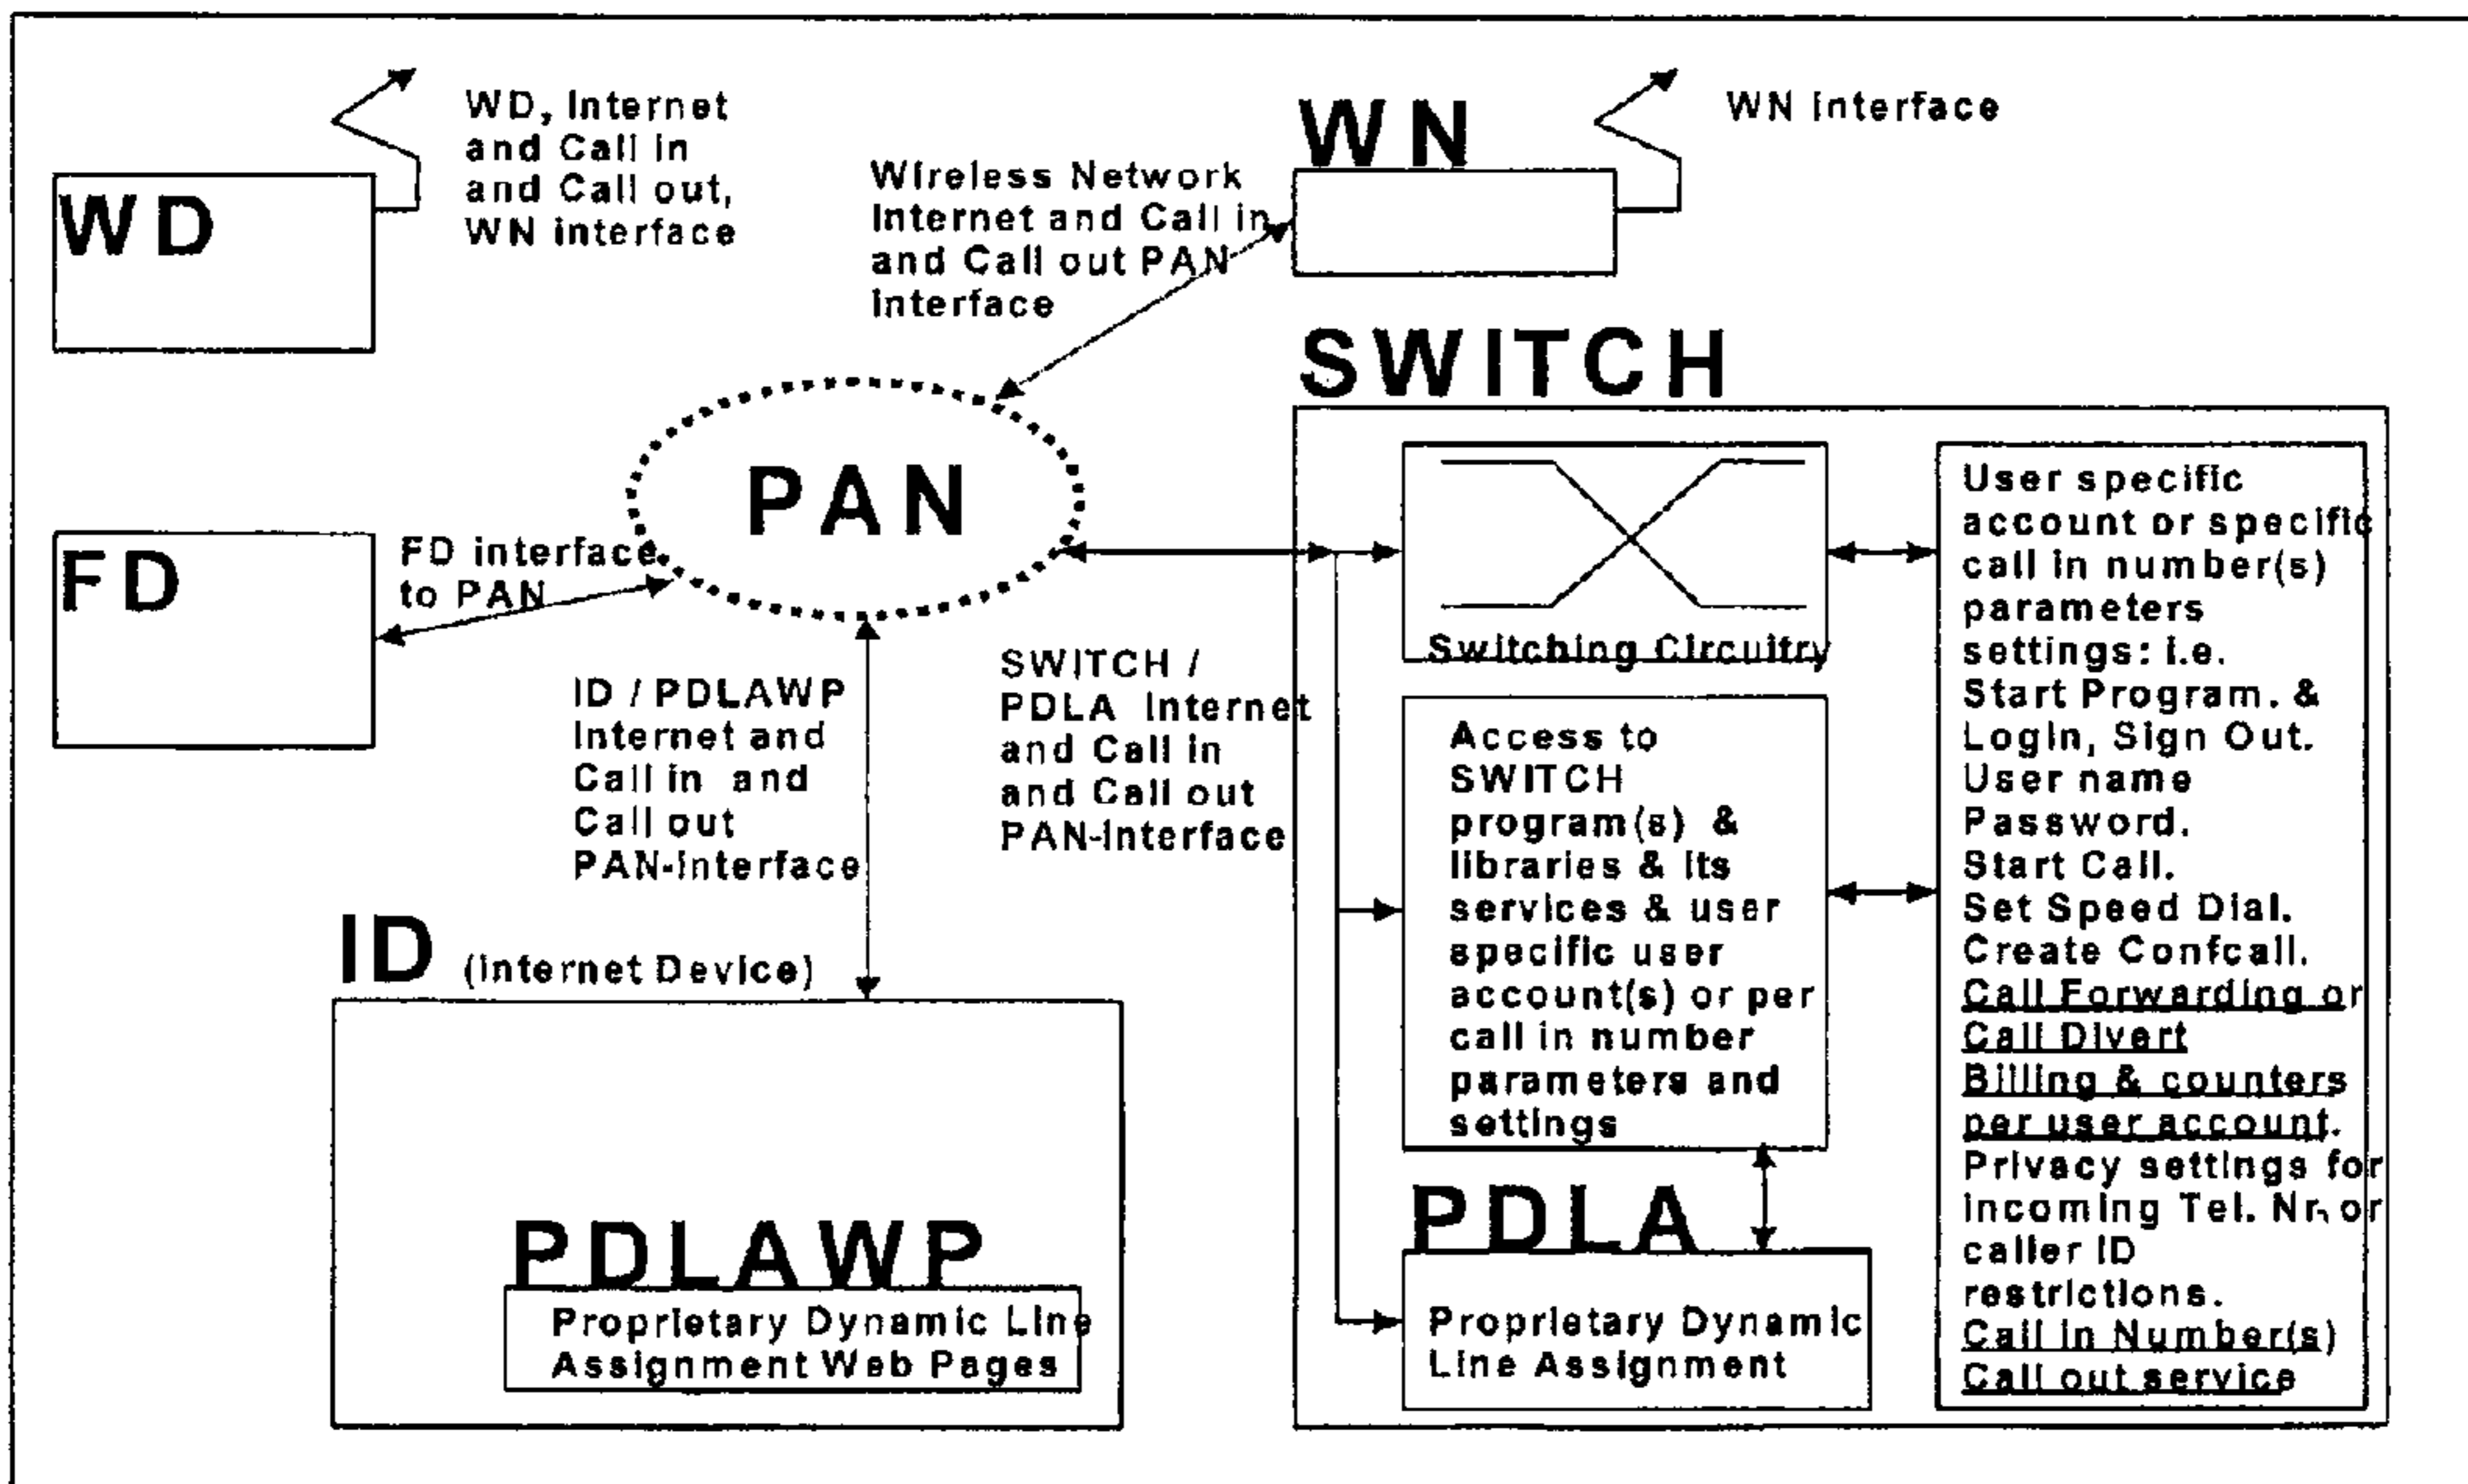 WD, Internet
and Call in
and Call out,
WN interface
WD
WN
WN Interface
Wireless Network
Internet and Call in
and Call out PAN
Interface
SWITCH
PAN
FD
FD interface
to PAN
ID / PDLAWP
Internet and
Call in and
Call out
PAN-Interface
SWITCH /
PDLA Internet
and Call in
and Call out
PAN-Interface
ID (Internet Device)
PDLAWP
Proprietary Dynamic Line
Assignment Web Pages
Switching Circuitry
Access to
SWITCH
program(s) &
libraries & its
services & user
specific user
account(s) or per
call in number
parameters and
settings
PDLA
Proprietary Dynamic
Line Assignment
User specific
account or specific
call in number(s)
parameters
settings: i.e.
Start Program. &
Login, Sign Out.
User name
Password.
Start Call.
Set Speed Dial.
Create Confcall.
Call Forwarding or
Call Divert
Billing & counters
per user account.
Privacy settings for
incoming Tel. Nr. or
caller ID
restrictions.
Call in Number(s)
Call out service